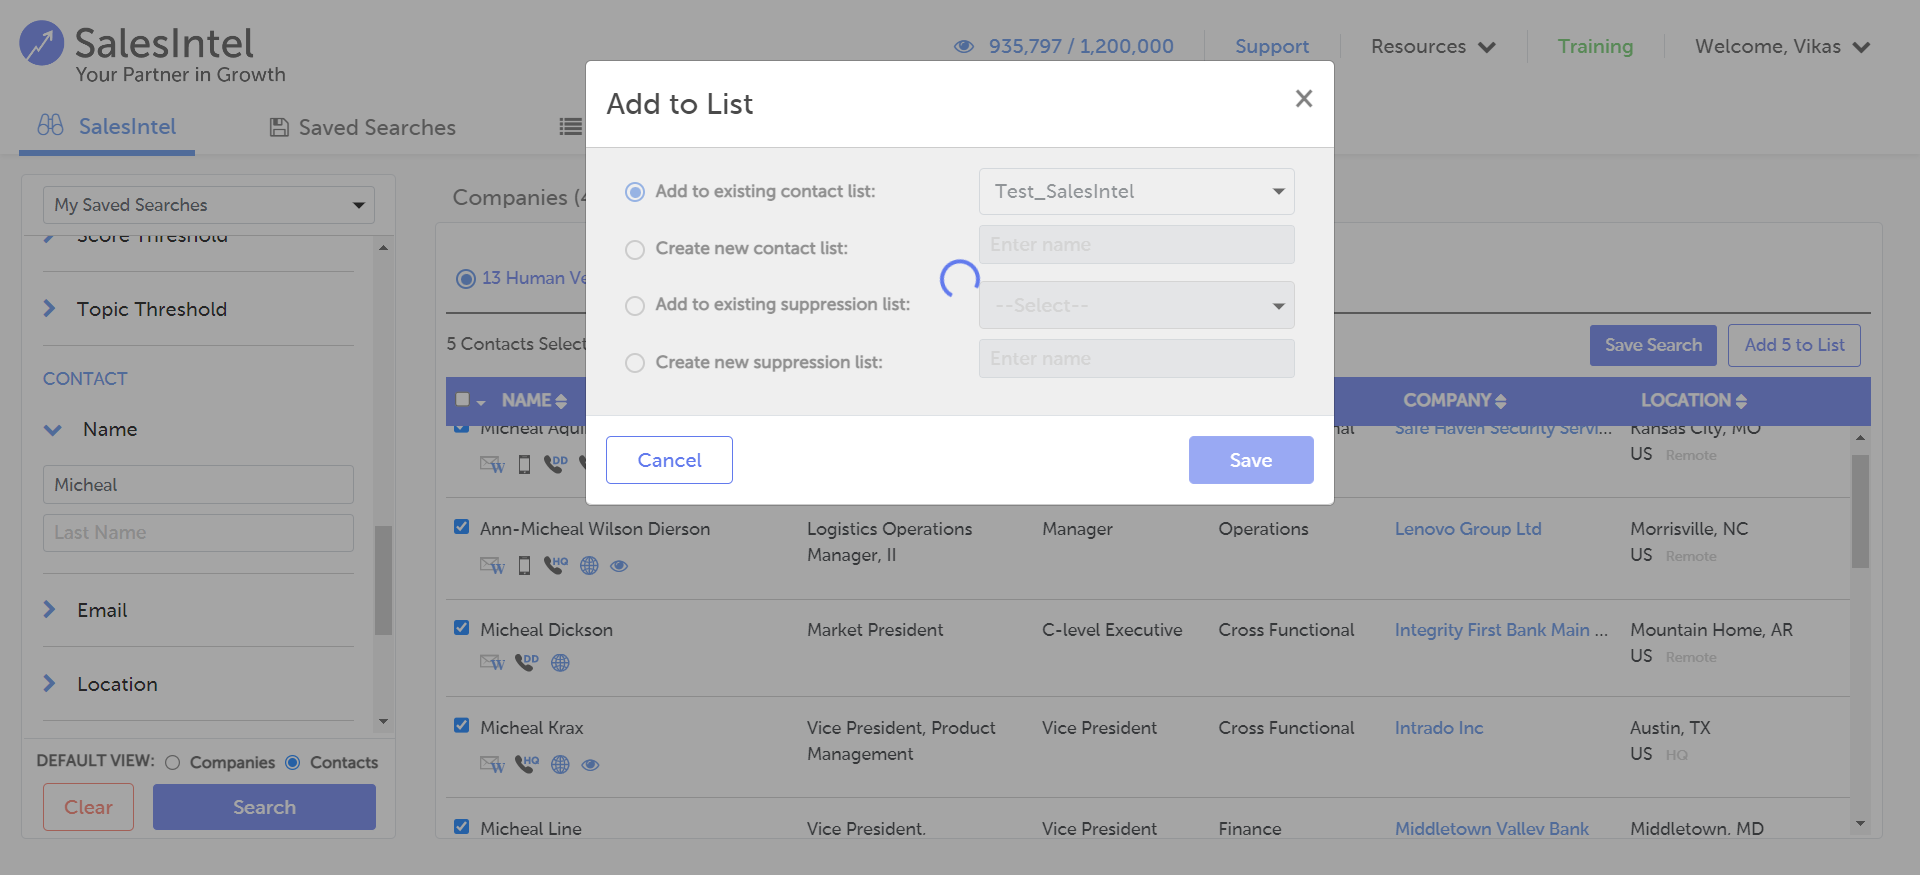 SalesIntel
Your Partner in Growth
935,797 / 1,200,000
Support
Resources
Training
Welcome, Vikas
SalesIntel
Saved Searches
My Saved Searches
Score Threshold
Topic Threshold
CONTACT
Name
Micheal
Last Name
Email
Location
DEFAULT VIEW:
Companies
Contacts
Clear
Search
Companies (4
13 Human Ve
5 Contacts Select
Save Search
Add 5 to List
NAME
COMPANY
LOCATION
Micheal Aqui
nal
Safe Haven Security Servi...
Kansas City, MO
US Remote
DD
Ann-Micheal Wilson Dierson
Logistics Operations
Manager, II
Manager
Operations
Lenovo Group Ltd
Morrisville, NC
US Remote
HQ
Micheal Dickson
Market President
C-level Executive
Cross Functional
Integrity First Bank Main ...
Mountain Home, AR
US Remote
DD
Micheal Krax
Vice President, Product
Management
Vice President
Cross Functional
Intrado Inc
Austin, TX
US HQ
HQ
Micheal Line
Vice President,
Vice President
Finance
Middletown Valley Bank
Middletown, MD
Add to List
Add to existing contact list:
Test_SalesIntel
Create new contact list:
Enter name
Add to existing suppression list:
--Select--
Create new suppression list:
Enter name
Cancel
Save